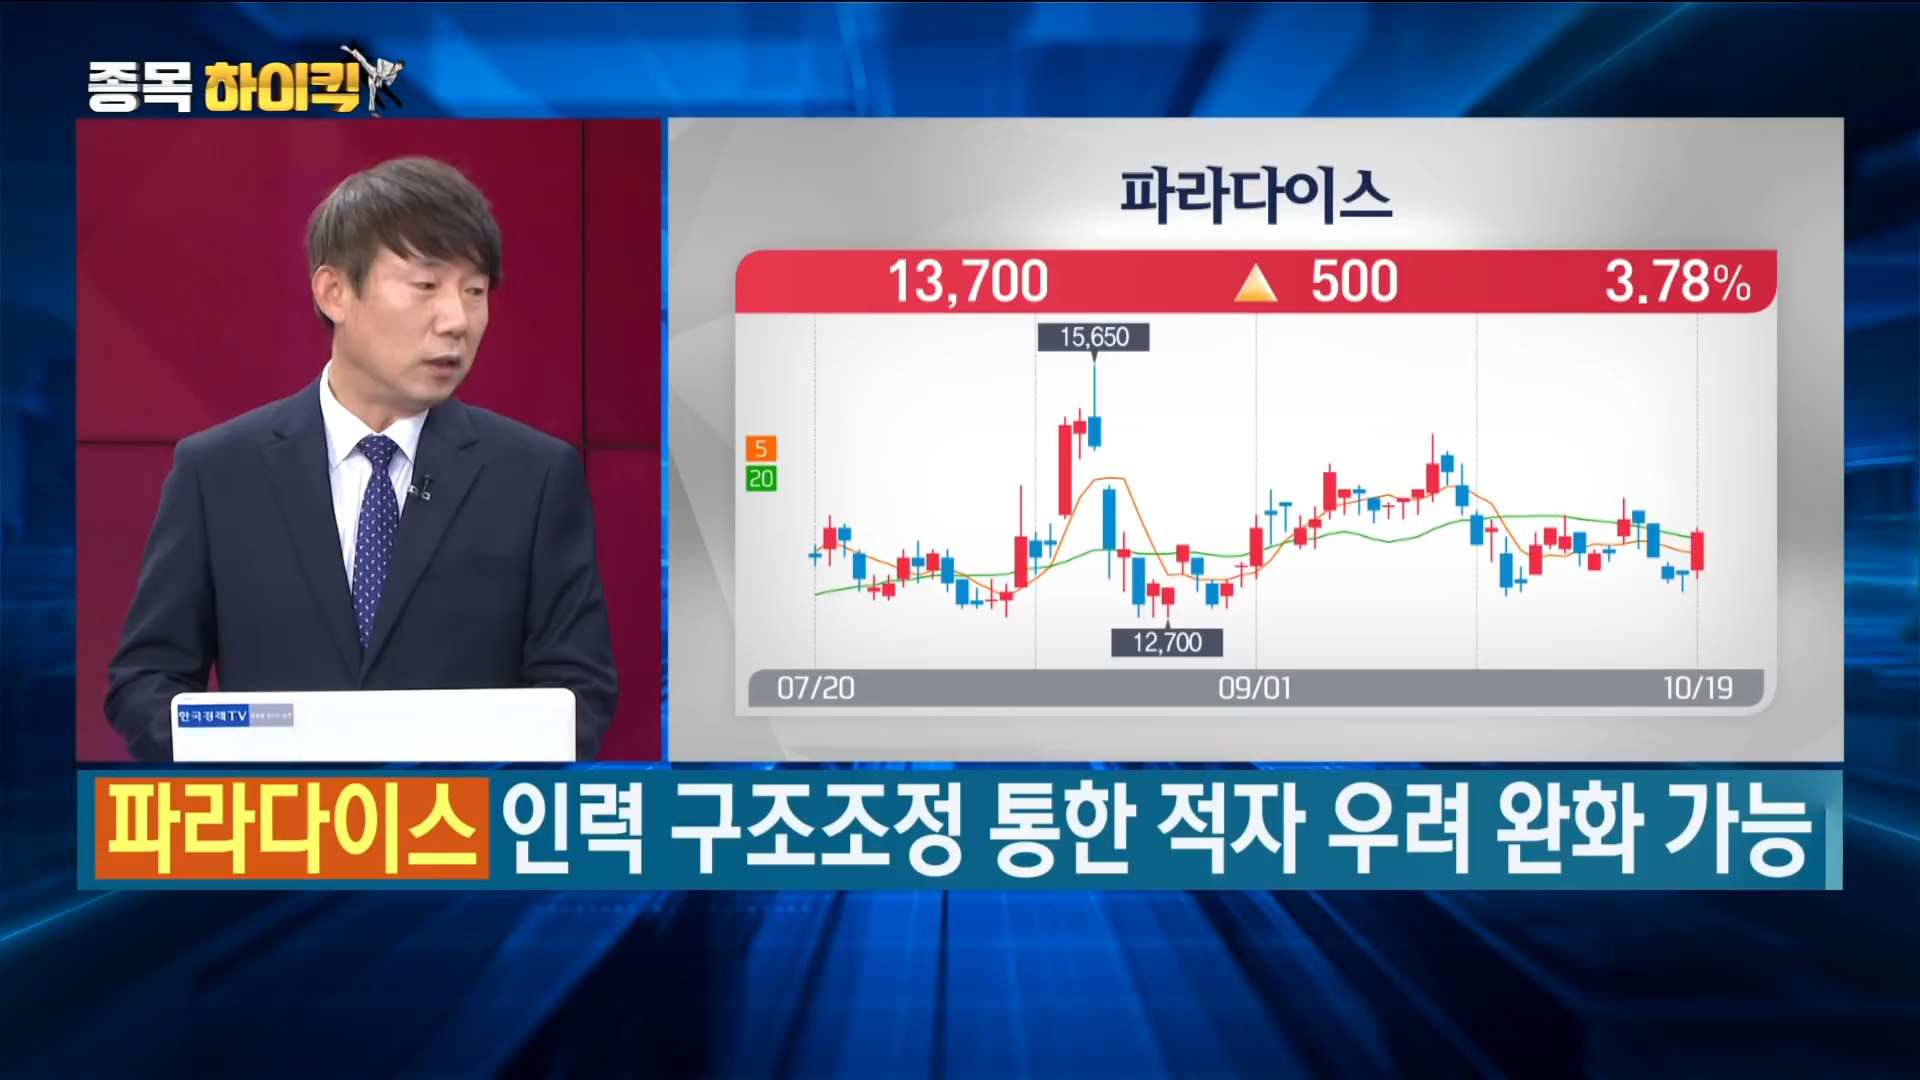 종목 하이킥
파라다이스
13,700 ▲ 500 3.78%
15,650
5
20
12,700
07/20 09/01 10/19
한국경제TV
파라다이스 인력 구조조정 통한 적자 우려 완화 가능